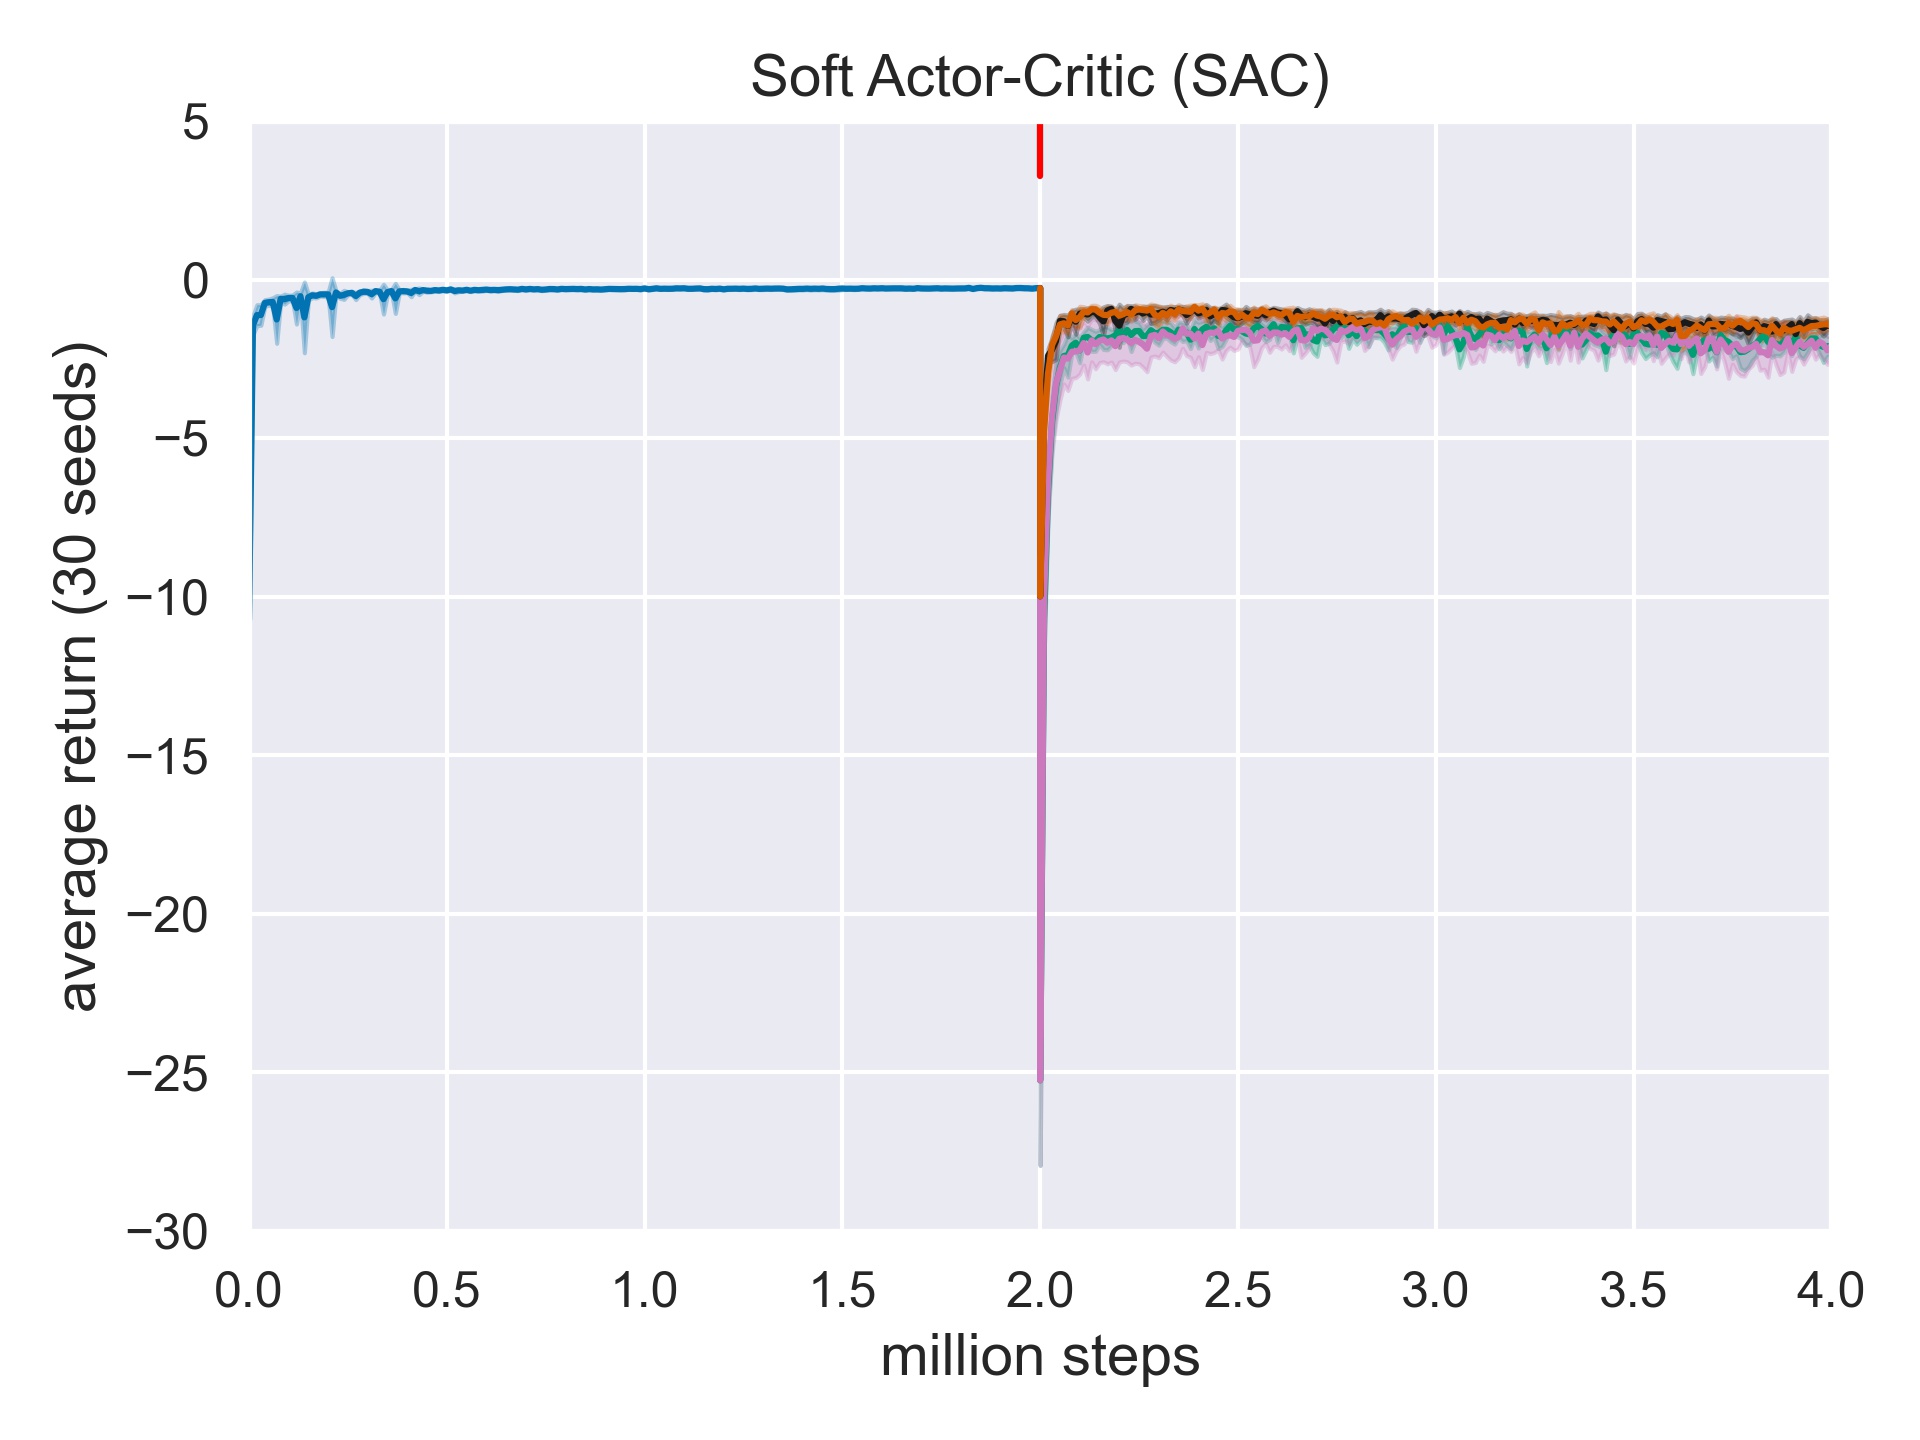 Soft Actor-Critic (SAC)
5
0
−5
−10
−15
−20
−25
−30
average return (30 seeds)
0.0 0.5 1.0 1.5 2.0 2.5 3.0 3.5 4.0
million steps